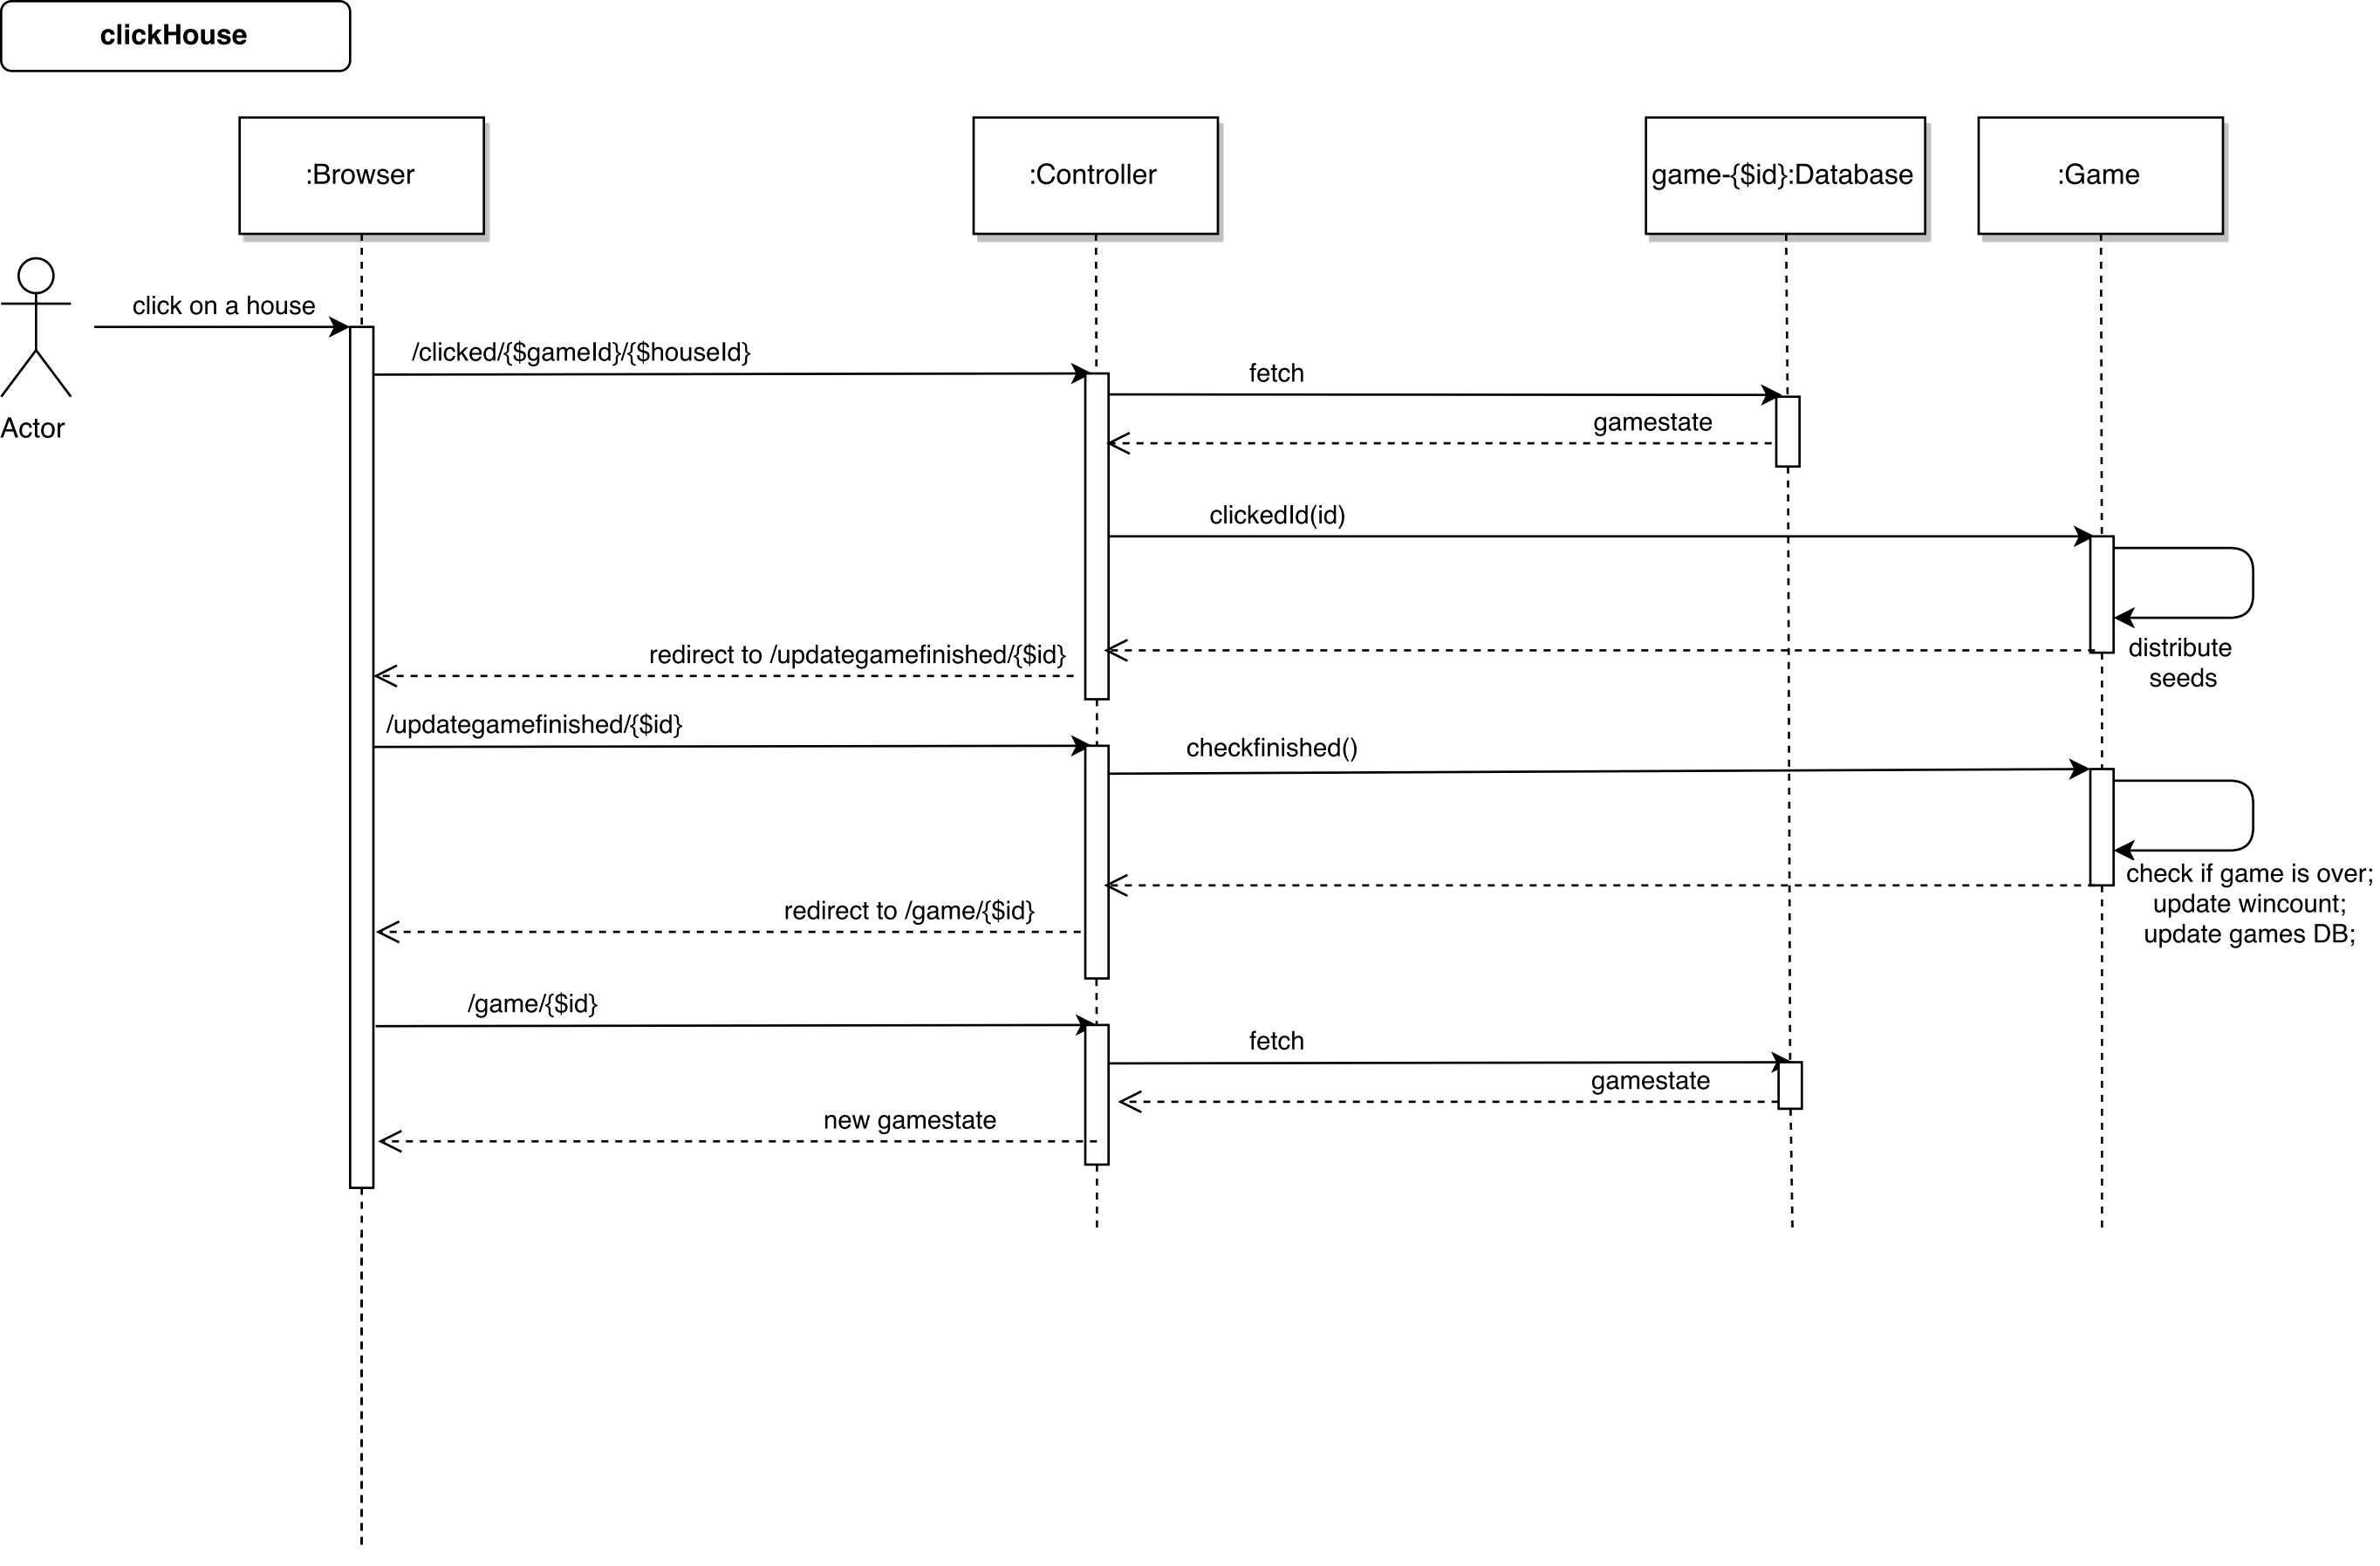 clickHouse
:Browser
:Controller
game-{$id}:Database
:Game
click on a house
Actor
/clicked/{$gameId}/{$houseId}
fetch
gamestate
clickedId(id)
distribute
seeds
redirect to /updategamefinished/{$id}
/updategamefinished/{$id}
checkfinished()
check if game is over;
update wincount;
update games DB;
redirect to /game/{$id}
/game/{$id}
fetch
gamestate
new gamestate